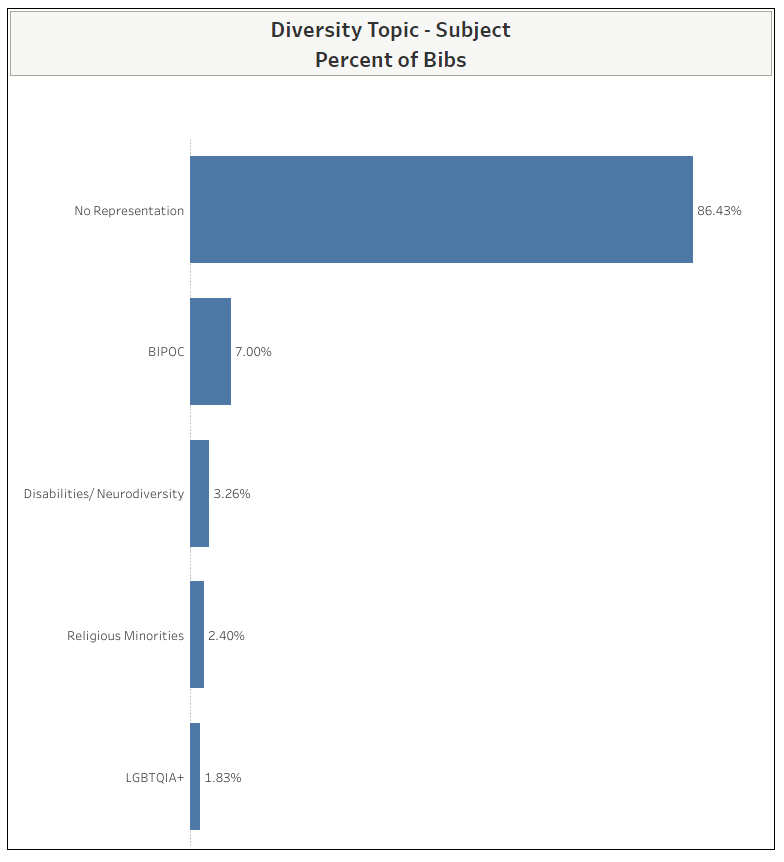 Diversity Topic - Subject
Percent of Bibs
No Representation 86.43%
BIPOC 7.00%
Disabilities/ Neurodiversity 3.26%
Religious Minorities 2.40%
LGBTQIA+ 1.83%